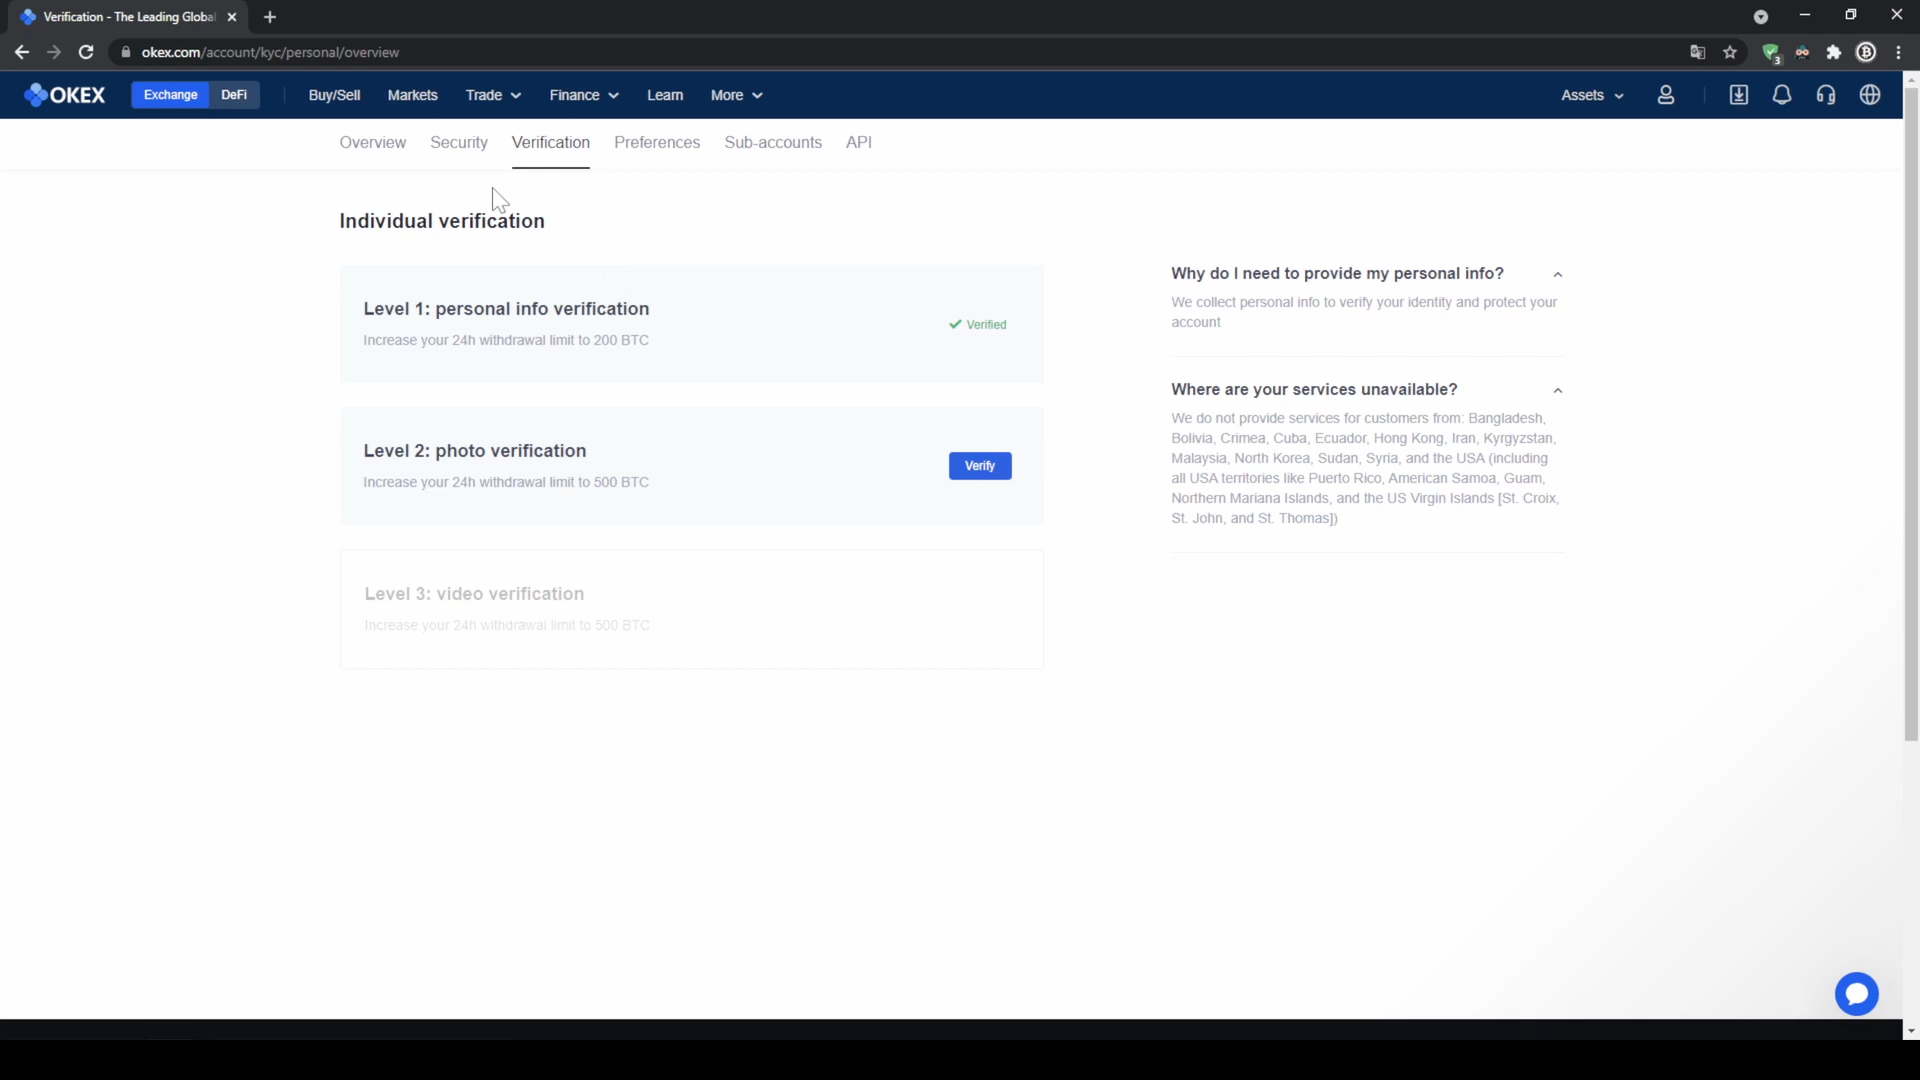 Verification - The Leading Global
okex.com/account/kyc/personal/overview
3
OKEX
Exchange
DeFi
Buy/Sell
Markets
Trade
Finance
Learn
More
Assets
Overview
Security
Verification
Preferences
Sub-accounts
API
Individual verification
Level 1: personal info verification
Increase your 24h withdrawal limit to 200 BTC
Verified
Level 2: photo verification
Increase your 24h withdrawal limit to 500 BTC
Verify
Level 3: video verification
Increase your 24h withdrawal limit to 500 BTC
Why do I need to provide my personal info?
We collect personal info to verify your identity and protect your
account
Where are your services unavailable?
We do not provide services for customers from: Bangladesh,
Bolivia, Crimea, Cuba, Ecuador, Hong Kong, Iran, Kyrgyzstan,
Malaysia, North Korea, Sudan, Syria, and the USA (including
all USA territories like Puerto Rico, American Samoa, Guam,
Northern Mariana Islands, and the US Virgin Islands [St. Croix,
St. John, and St. Thomas])